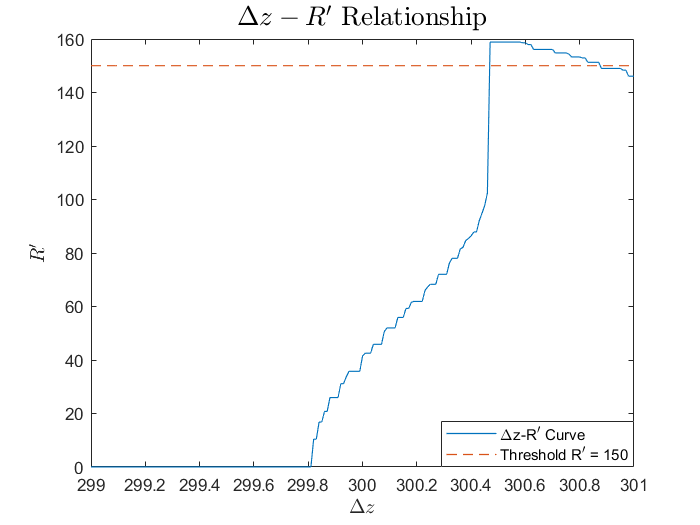 Δz − R′ Relationship
160
140
120
100
80
60
40
20
0
R′
299 299.2 299.4 299.6 299.8 300 300.2 300.4 300.6 300.8 301
Δz
Δz-R′ Curve
Threshold R′ = 150